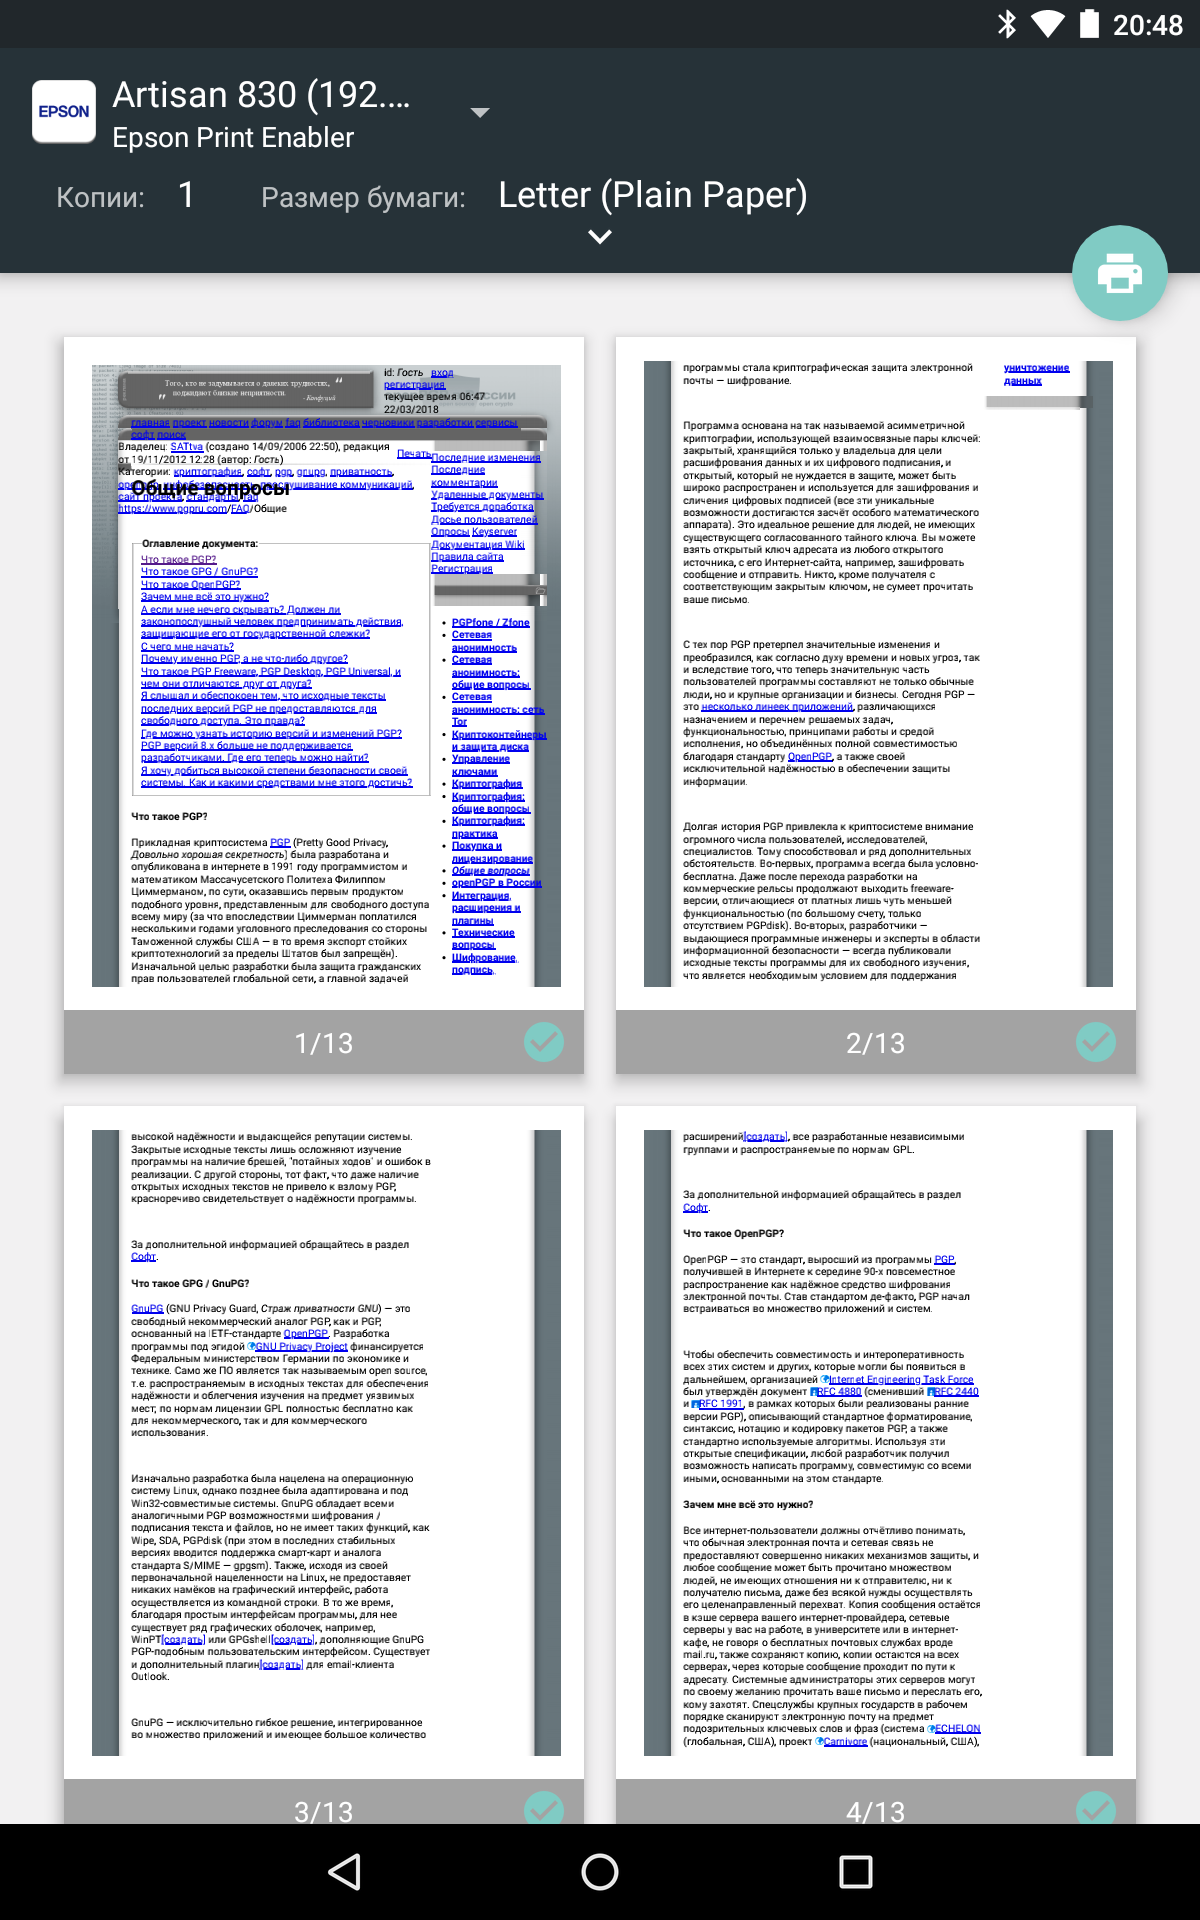 20:48
EPSON
Artisan 830 (192....
Epson Print Enabler
Копии: 1 Размер бумаги: Letter (Plain Paper)
Того, кто не задумывается о далеких трудностях,
поджидают близкие неприятности.
- Конфуций
id: Гость вход
регистрация
текущее время 06:47
22/03/2018
главная проект новости форум faq библиотека черновики разработки сервисы
софт поиск
Владелец: SATtva (создано 14/09/2006 22:50), редакция
от 19/11/2012 12:28 (автор: Гость)
Печать
Категории: криптография, софт, pgp, gnupg, приватность,
прослушивание коммуникаций,
сайт проекта, стандарты, faq
Общие вопросы
https://www.pgpru.com/FAQ/Общие
Последние изменения
Последние
комментарии
Удаленные документы
Требуется доработка
Досье пользователей
Опросы Keyserver
Документация Wiki
Правила сайта
Регистрация
Оглавление документа:
Что такое PGP?
Что такое GPG / GnuPG?
Что такое OpenPGP?
Зачем мне всё это нужно?
А если мне нечего скрывать? Должен ли
законопослушный человек предпринимать действия,
защищающие его от государственной слежки?
С чего мне начать?
Почему именно PGP, а не что-либо другое?
Что такое PGP Freeware, PGP Desktop, PGP Universal, и
чем они отличаются друг от друга?
Я слышал и обеспокоен тем, что исходные тексты
последних версий PGP не предоставляются для
свободного доступа. Это правда?
Где можно узнать историю версий и изменений PGP?
PGP версий 8.x больше не поддерживается
разработчиками. Где его теперь можно найти?
Я хочу добиться высокой степени безопасности своей
системы. Как и какими средствами мне этого достичь?
PGPfone / Zfone
Сетевая
анонимность
Сетевая
анонимность:
общие вопросы
Сетевая
анонимность: сеть
Tor
Криптоконтейнеры
и защита диска
Управление
ключами
Криптография
Криптография:
общие вопросы
Криптография:
практика
Покупка и
лицензирование
Общие вопросы
openPGP в России
Интеграция,
расширения и
плагины
Технические
вопросы
Шифрование,
подпись,
Что такое PGP?
Прикладная криптосистема PGP (Pretty Good Privacy,
Довольно хорошая секретность) была разработана и
опубликована в интернете в 1991 году программистом и
математиком Массачусетского Политеха Филиппом
Циммерманом, по сути, оказавшись первым продуктом
подобного уровня, представленным для свободного доступа
всему миру (за что впоследствии Циммерман поплатился
несколькими годами уголовного преследования со стороны
Таможенной службы США — в то время экспорт стойких
криптотехнологий за пределы Штатов был запрещён).
Изначальной целью разработки была защита гражданских
прав пользователей глобальной сети, а главной задачей
1/13
программы стала криптографическая защита электронной
почты — шифрование.
уничтожение
данных
Программа основана на так называемой асимметричной
криптографии, использующей взаимосвязные пары ключей:
закрытый, хранящийся только у владельца для цели
расшифрования данных и их цифрового подписания, и
открытый, который не нуждается в защите, может быть
широко распространен и используется для зашифрования и
сличения цифровых подписей (все эти уникальные
возможности достигаются засчёт особого математического
аппарата). Это идеальное решение для людей, не имеющих
существующего согласованного тайного ключа. Вы можете
взять открытый ключ адресата из любого открытого
источника, с его Интернет-сайта, например, зашифровать
сообщение и отправить. Никто, кроме получателя с
соответствующим закрытым ключом, не сумеет прочитать
ваше письмо.
С тех пор PGP претерпел значительные изменения и
преобразился, как согласно духу времени и новых угроз, так
и вследствие того, что теперь значительную часть
пользователей программы составляют не только обычные
люди, но и крупные организации и бизнесы. Сегодня PGP —
это несколько линеек приложений, различающихся
назначением и перечнем решаемых задач,
функциональностью, принципами работы и средой
исполнения, но объединённых полной совместимостью
благодаря стандарту OpenPGP, а также своей
исключительной надёжностью в обеспечении защиты
информации.
Долгая история PGP привлекла к криптосистеме внимание
огромного числа пользователей, исследователей,
специалистов. Тому способствовал и ряд дополнительных
обстоятельств. Во-первых, программа всегда была условно-
бесплатна. Даже после перехода разработки на
коммерческие рельсы продолжают выходить freeware-
версии, отличающиеся от платных лишь чуть меньшей
функциональностью (по большому счету, только
отсутствием PGPdisk). Во-вторых, разработчики —
выдающиеся программные инженеры и эксперты в области
информационной безопасности — всегда публиковали
исходные тексты программы для их свободного изучения,
что является необходимым условием для поддержания
2/13
высокой надёжности и выдающейся репутации системы.
Закрытые исходные тексты лишь осложняют изучение
программы на наличие брешей, "потайных ходов" и ошибок в
реализации. С другой стороны, тот факт, что даже наличие
открытых исходных текстов не привело к взлому PGP,
красноречиво свидетельствует о надёжности программы.
За дополнительной информацией обращайтесь в раздел
Софт.
Что такое GPG / GnuPG?
GnuPG (GNU Privacy Guard, Страж приватности GNU) — это
свободный некоммерческий аналог PGP, как и PGP,
основанный на IETF-стандарте OpenPGP. Разработка
программы под эгидой GNU Privacy Project финансируется
Федеральным министерством Германии по экономике и
технике. Само же ПО является так называемым open source,
т.е. распространяемым в исходных текстах для обеспечения
надёжности и облегчения изучения на предмет уязвимых
мест; по нормам лицензии GPL полностью бесплатно как
для некоммерческого, так и для коммерческого
использования.
Изначально разработка была нацелена на операционную
систему Linux, однако позднее была адаптирована и под
Win32-совместимые системы. GnuPG обладает всеми
аналогичными PGP возможностями шифрования /
подписания текста и файлов, но не имеет таких функций, как
Wipe, SDA, PGPdisk (при этом в последних стабильных
версиях вводится поддержка смарт-карт и аналога
стандарта S/MIME — gpgsm). Также, исходя из своей
первоначальной нацеленности на Linux, не предоставляет
никаких намёков на графический интерфейс, работа
осуществляется из командной строки. В то же время,
благодаря простым интерфейсам программы, для нее
существует ряд графических оболочек, например,
WinPT[создать] или GPGshell[создать], дополняющие GnuPG
PGP-подобным пользовательским интерфейсом. Существует
и дополнительный плагин[создать] для email-клиента
Outlook.
GnuPG — исключительно гибкое решение, интегрированное
во множество приложений и имеющее большое количество
3/13
расширений[создать], все разработанные независимыми
группами и распространяемые по нормам GPL.
За дополнительной информацией обращайтесь в раздел
Софт.
Что такое OpenPGP?
OpenPGP — это стандарт, выросший из программы PGP,
получившей в Интернете к середине 90-х повсеместное
распространение как надёжное средство шифрования
электронной почты. Став стандартом де-факто, PGP начал
встраиваться во множество приложений и систем.
Чтобы обеспечить совместимость и интероперативность
всех этих систем и других, которые могли бы появиться в
дальнейшем, организацией Internet Engineering Task Force
был утверждён документ RFC 4880 (сменивший RFC 2440
и RFC 1991, в рамках которых были реализованы ранние
версии PGP), описывающий стандартное форматирование,
синтаксис, нотацию и кодировку пакетов PGP, а также
стандартно используемые алгоритмы. Используя эти
открытые спецификации, любой разработчик получил
возможность написать программу, совместимую со всеми
иными, основанными на этом стандарте.
Зачем мне всё это нужно?
Все интернет-пользователи должны отчётливо понимать,
что обычная электронная почта и сетевая связь не
предоставляют совершенно никаких механизмов защиты, и
любое сообщение может быть прочитано множеством
людей, не имеющих отношения ни к отправителю, ни к
получателю письма, даже без всякой нужды осуществлять
его целенаправленный перехват. Копия сообщения остаётся
в кэше сервера вашего интернет-провайдера, сетевые
серверы у вас на работе, в университете или в интернет-
кафе, не говоря о бесплатных почтовых службах вроде
mail.ru, также сохраняют копию, копии остаются на всех
серверах, через которые сообщение проходит по пути к
адресату. Системные администраторы этих серверов могут
по своему желанию прочитать ваше письмо и переслать его,
кому захотят. Спецслужбы крупных государств в рабочем
порядке сканируют электронную почту на предмет
подозрительных ключевых слов и фраз (система ECHELON
(глобальная, США), проект Carnivore (национальный, США),
4/13